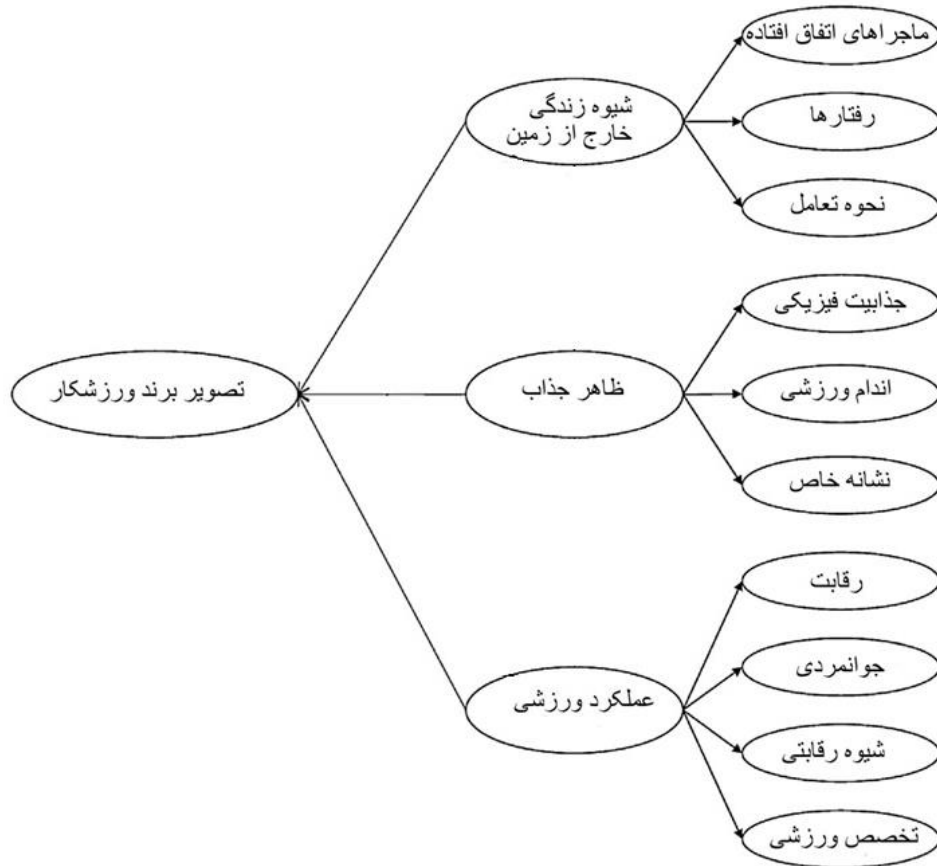 ماجراهای اتفاق افتاده
شیوه زندگی
خارج از زمین
رفتارها
نحوه تعامل
جذابیت فیزیکی
تصویر برند ورزشکار
ظاهر جذاب
اندام ورزشی
نشانه خاص
رقابت
جوانمردی
عملکرد ورزشی
شیوه رقابتی
تخصص ورزشی